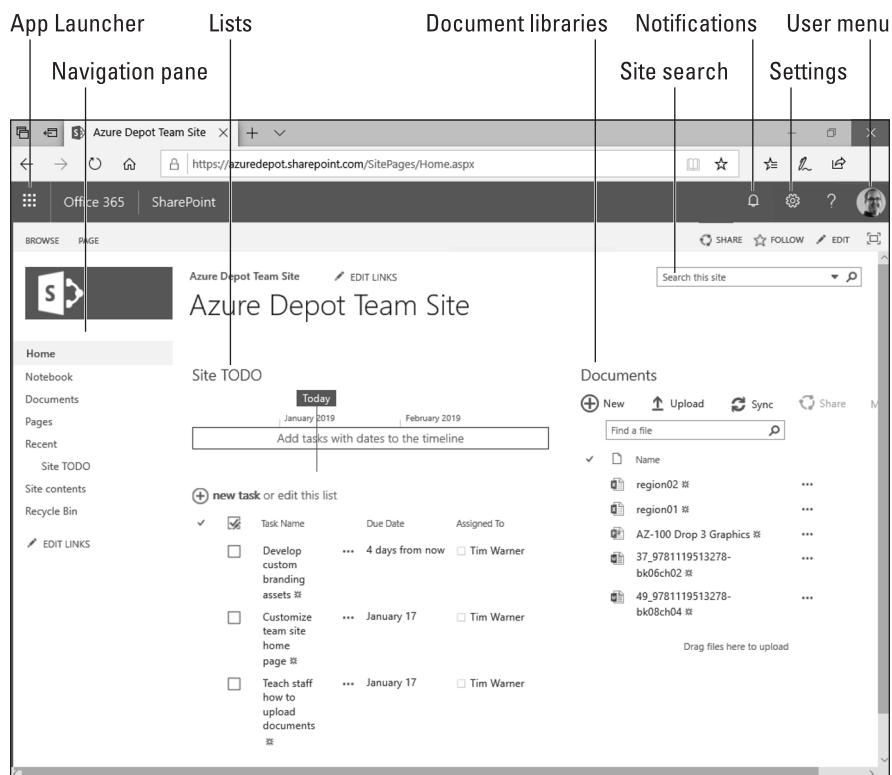 App Launcher Lists Document libraries Notifications User menu
Navigation pane Site search Settings
Azure Depot Team Site
https://azuredepot.sharepoint.com/SitePages/Home.aspx
Office 365 SharePoint ?
BROWSE PAGE SHARE FOLLOW EDIT
S
Azure Depot Team Site EDIT LINKS
Search this site
Azure Depot Team Site
Home
Notebook
Documents
Pages
Recent
Site TODO
Site contents
Recycle Bin
EDIT LINKS
Site TODO
Today
January 2019 February 2019
Add tasks with dates to the timeline
new task or edit this list
Task Name Due Date Assigned To
Develop ••• 4 days from now Tim Warner
custom
branding
assets
Customize ••• January 17 Tim Warner
team site
home
page
Teach staff ••• January 17 Tim Warner
how to
upload
documents
Documents
New Upload Sync Share M
Find a file
Name
region02 •••
region01 •••
AZ-100 Drop 3 Graphics •••
37_9781119513278- •••
bk06ch02
49_9781119513278- •••
bk08ch04
Drag files here to upload